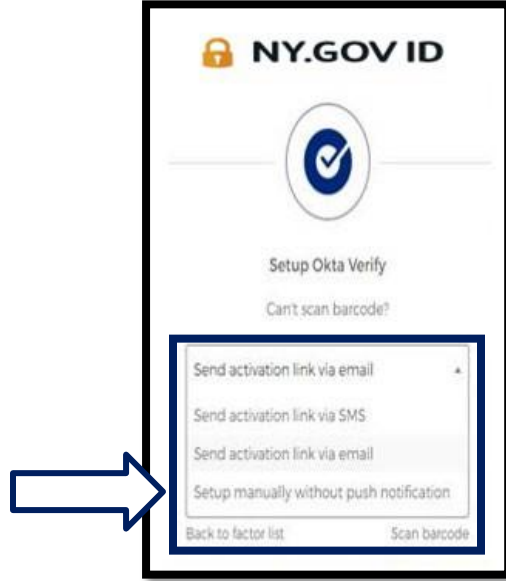 NY.GOV ID
Setup Okta Verify
Can't scan barcode?
Send activation link via email
Send activation link via SMS
Send activation link via email
Setup manually without push notification
Back to factor list Scan barcode